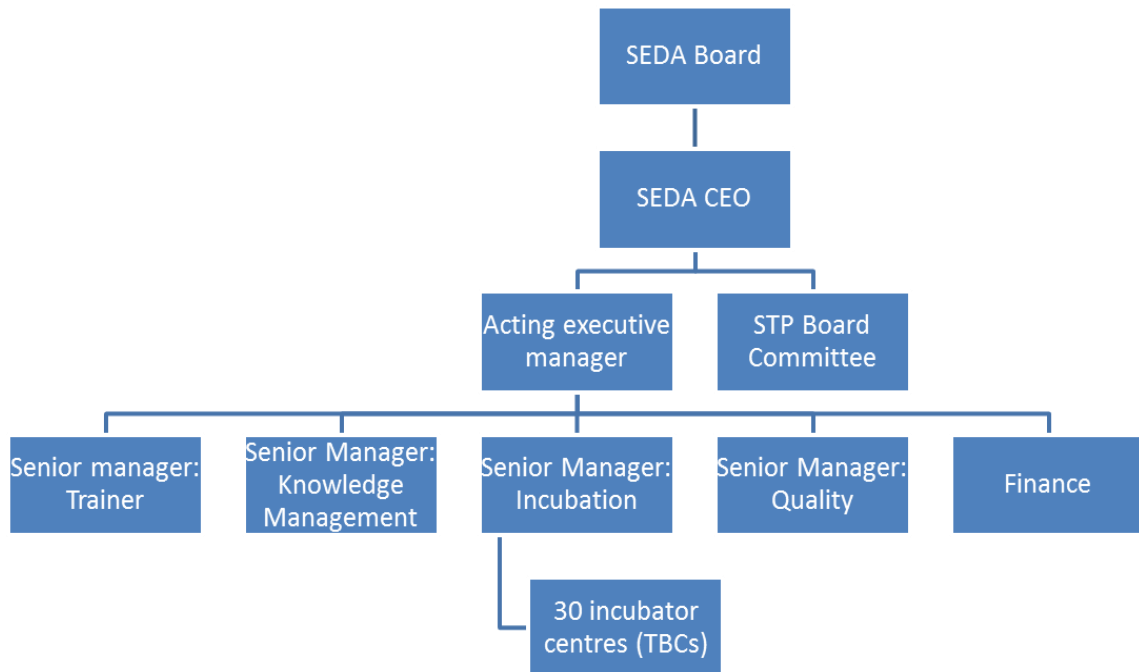 SEDA Board
SEDA CEO
Acting executive
manager
STP Board
Committee
Senior manager:
Trainer
Senior Manager:
Knowledge
Management
Senior Manager:
Incubation
Senior Manager:
Quality
Finance
30 incubator
centres (TBCs)